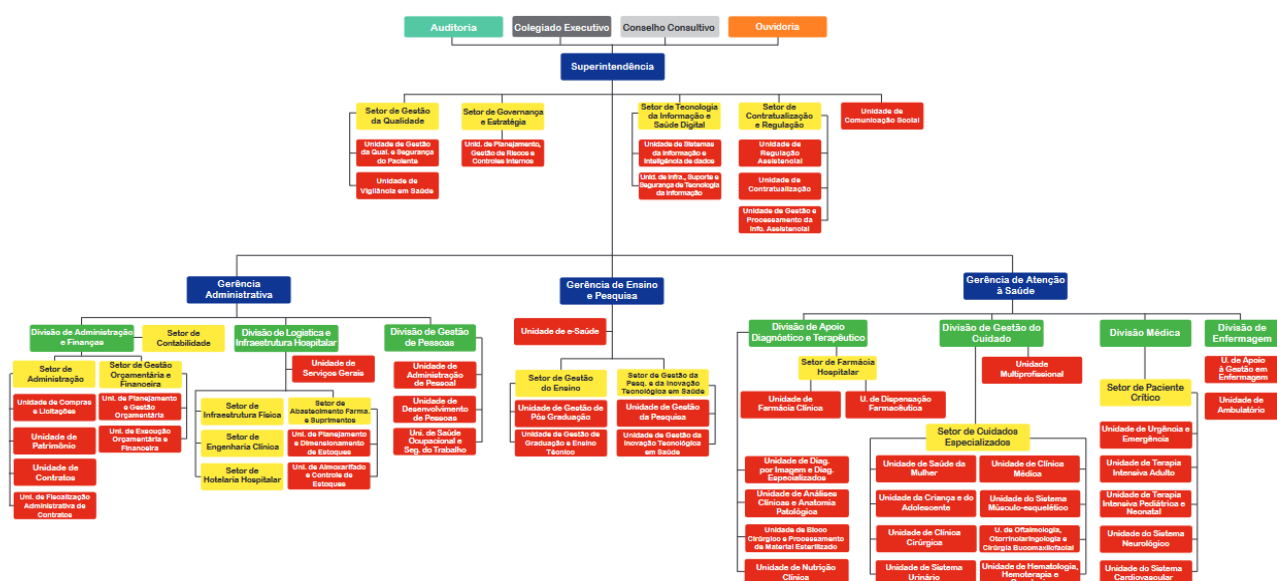 Auditoria
Colegiado Executivo
Conselho Consultivo
Ouvidoria
Superintendência
Setor de Gestão
da Qualidade
Unidade de Gestão
da Qual. e Segurança
do Paciente
Unidade de
Vigilância em Saúde
Setor de Governança
e Estratégia
Unid. de Planejamento,
Gestão de Riscos e
Controles Internos
Setor de Tecnologia
da Informação e
Saúde Digital
Unidade de Sistemas
da Informação e
Inteligência de dados
Unid. de Infra., Suporte e
Segurança de Tecnologia
da Informação
Setor de
Contratualização
e Regulação
Unidade de
Regulação
Assistencial
Unidade de
Contratualização
Unidade de Gestão e
Processamento da
Info. Assistencial
Unidade de
Comunicação Social
Gerência
Administrativa
Gerência de Ensino
e Pesquisa
Gerência de Atenção
à Saúde
Divisão de Administração
e Finanças
Setor de
Contabilidade
Setor de
Administração
Unidade de Compras
e Licitações
Unidade de
Patrimônio
Unidade de
Contratos
Uni. de Fiscalização
Administrativa de
Contratos
Setor de Gestão
Orçamentária e
Financeira
Uni. de Planejamento
e Gestão
Orçamentária
Uni. de Execução
Orçamentária e
Financeira
Divisão de Logística e
Infraestrutura Hospitalar
Unidade de
Serviços Gerais
Setor de
Infraestrutura Física
Setor de
Engenharia Clínica
Setor de
Hotelaria Hospitalar
Setor de
Abastecimento Farma.
e Suprimentos
Uni. de Planejamento
e Dimensionamento
de Estoques
Uni. de Almoxarifado
e Controle de
Estoques
Divisão de Gestão
de Pessoas
Unidade de
Administração
de Pessoal
Unidade de
Desenvolvimento
de Pessoas
Uni. de Saúde
Ocupacional e
Seg. do Trabalho
Unidade de e-Saúde
Setor de Gestão
do Ensino
Unidade de Gestão de
Pós Graduação
Unidade de Gestão de
Graduação e Ensino
Técnico
Setor de Gestão da
Pesq. e da Inovação
Tecnológica em Saúde
Unidade de Gestão
da Pesquisa
Unidade de Gestão da
Inovação Tecnológica
em Saúde
Divisão de Apoio
Diagnóstico e Terapêutico
Setor de Farmácia
Hospitalar
Unidade de
Farmácia Clínica
U. de Dispensação
Farmacêutica
Unidade de Diag.
por Imagem e Diag.
Especializados
Unidade de Análises
Clínicas e Anatomia
Patológica
Unidade de Bloco
Cirúrgico e Processamento
de Material Esterilizado
Unidade de Nutrição
Clínica
Divisão de Gestão do
Cuidado
Unidade
Multiprofissional
Setor de Cuidados
Especializados
Unidade de Saúde da
Mulher
Unidade da Criança e do
Adolescente
Unidade de Clínica
Cirúrgica
Unidade de Sistema
Urinário
Unidade de Clínica
Médica
Unidade do Sistema
Músculo-esquelético
U. de Oftalmologia,
Otorrinolaringologia e
Cirurgia Bucomaxilofacial
Unidade de Hematologia,
Hemoterapia e
Divisão Médica
Setor de Paciente
Crítico
Unidade de Urgência e
Emergência
Unidade de Terapia
Intensiva Adulto
Unidade de Terapia
Intensiva Pediátrica e
Neonatal
Unidade do Sistema
Neurológico
Unidade do Sistema
Cardiovascular
Divisão de
Enfermagem
U. de Apoio
à Gestão em
Enfermagem
Unidade de
Ambulatório